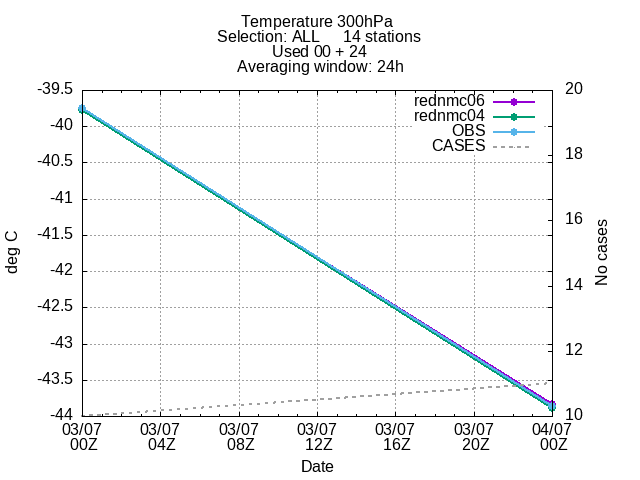 Temperature 300hPa
Selection: ALL 14 stations
Used 00 + 24
Averaging window: 24h
rednmc06
rednmc04
OBS
CASES
-39.5
-40
-40.5
-41
-41.5
-42
-42.5
-43
-43.5
-44
deg C
20
18
16
14
12
10
No cases
03/07 03/07 03/07 03/07 03/07 03/07 04/07
00Z 04Z 08Z 12Z 16Z 20Z 00Z
Date